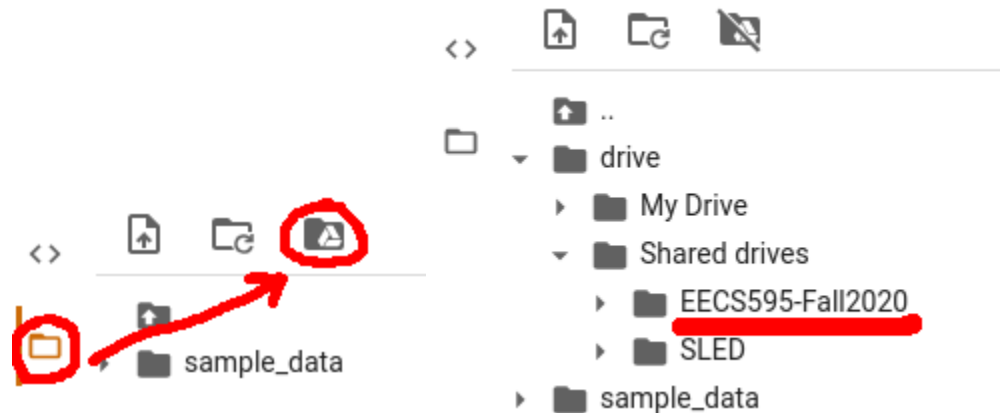 sample_data
..
drive
My Drive
Shared drives
EECS595-Fall2020
SLED
sample_data